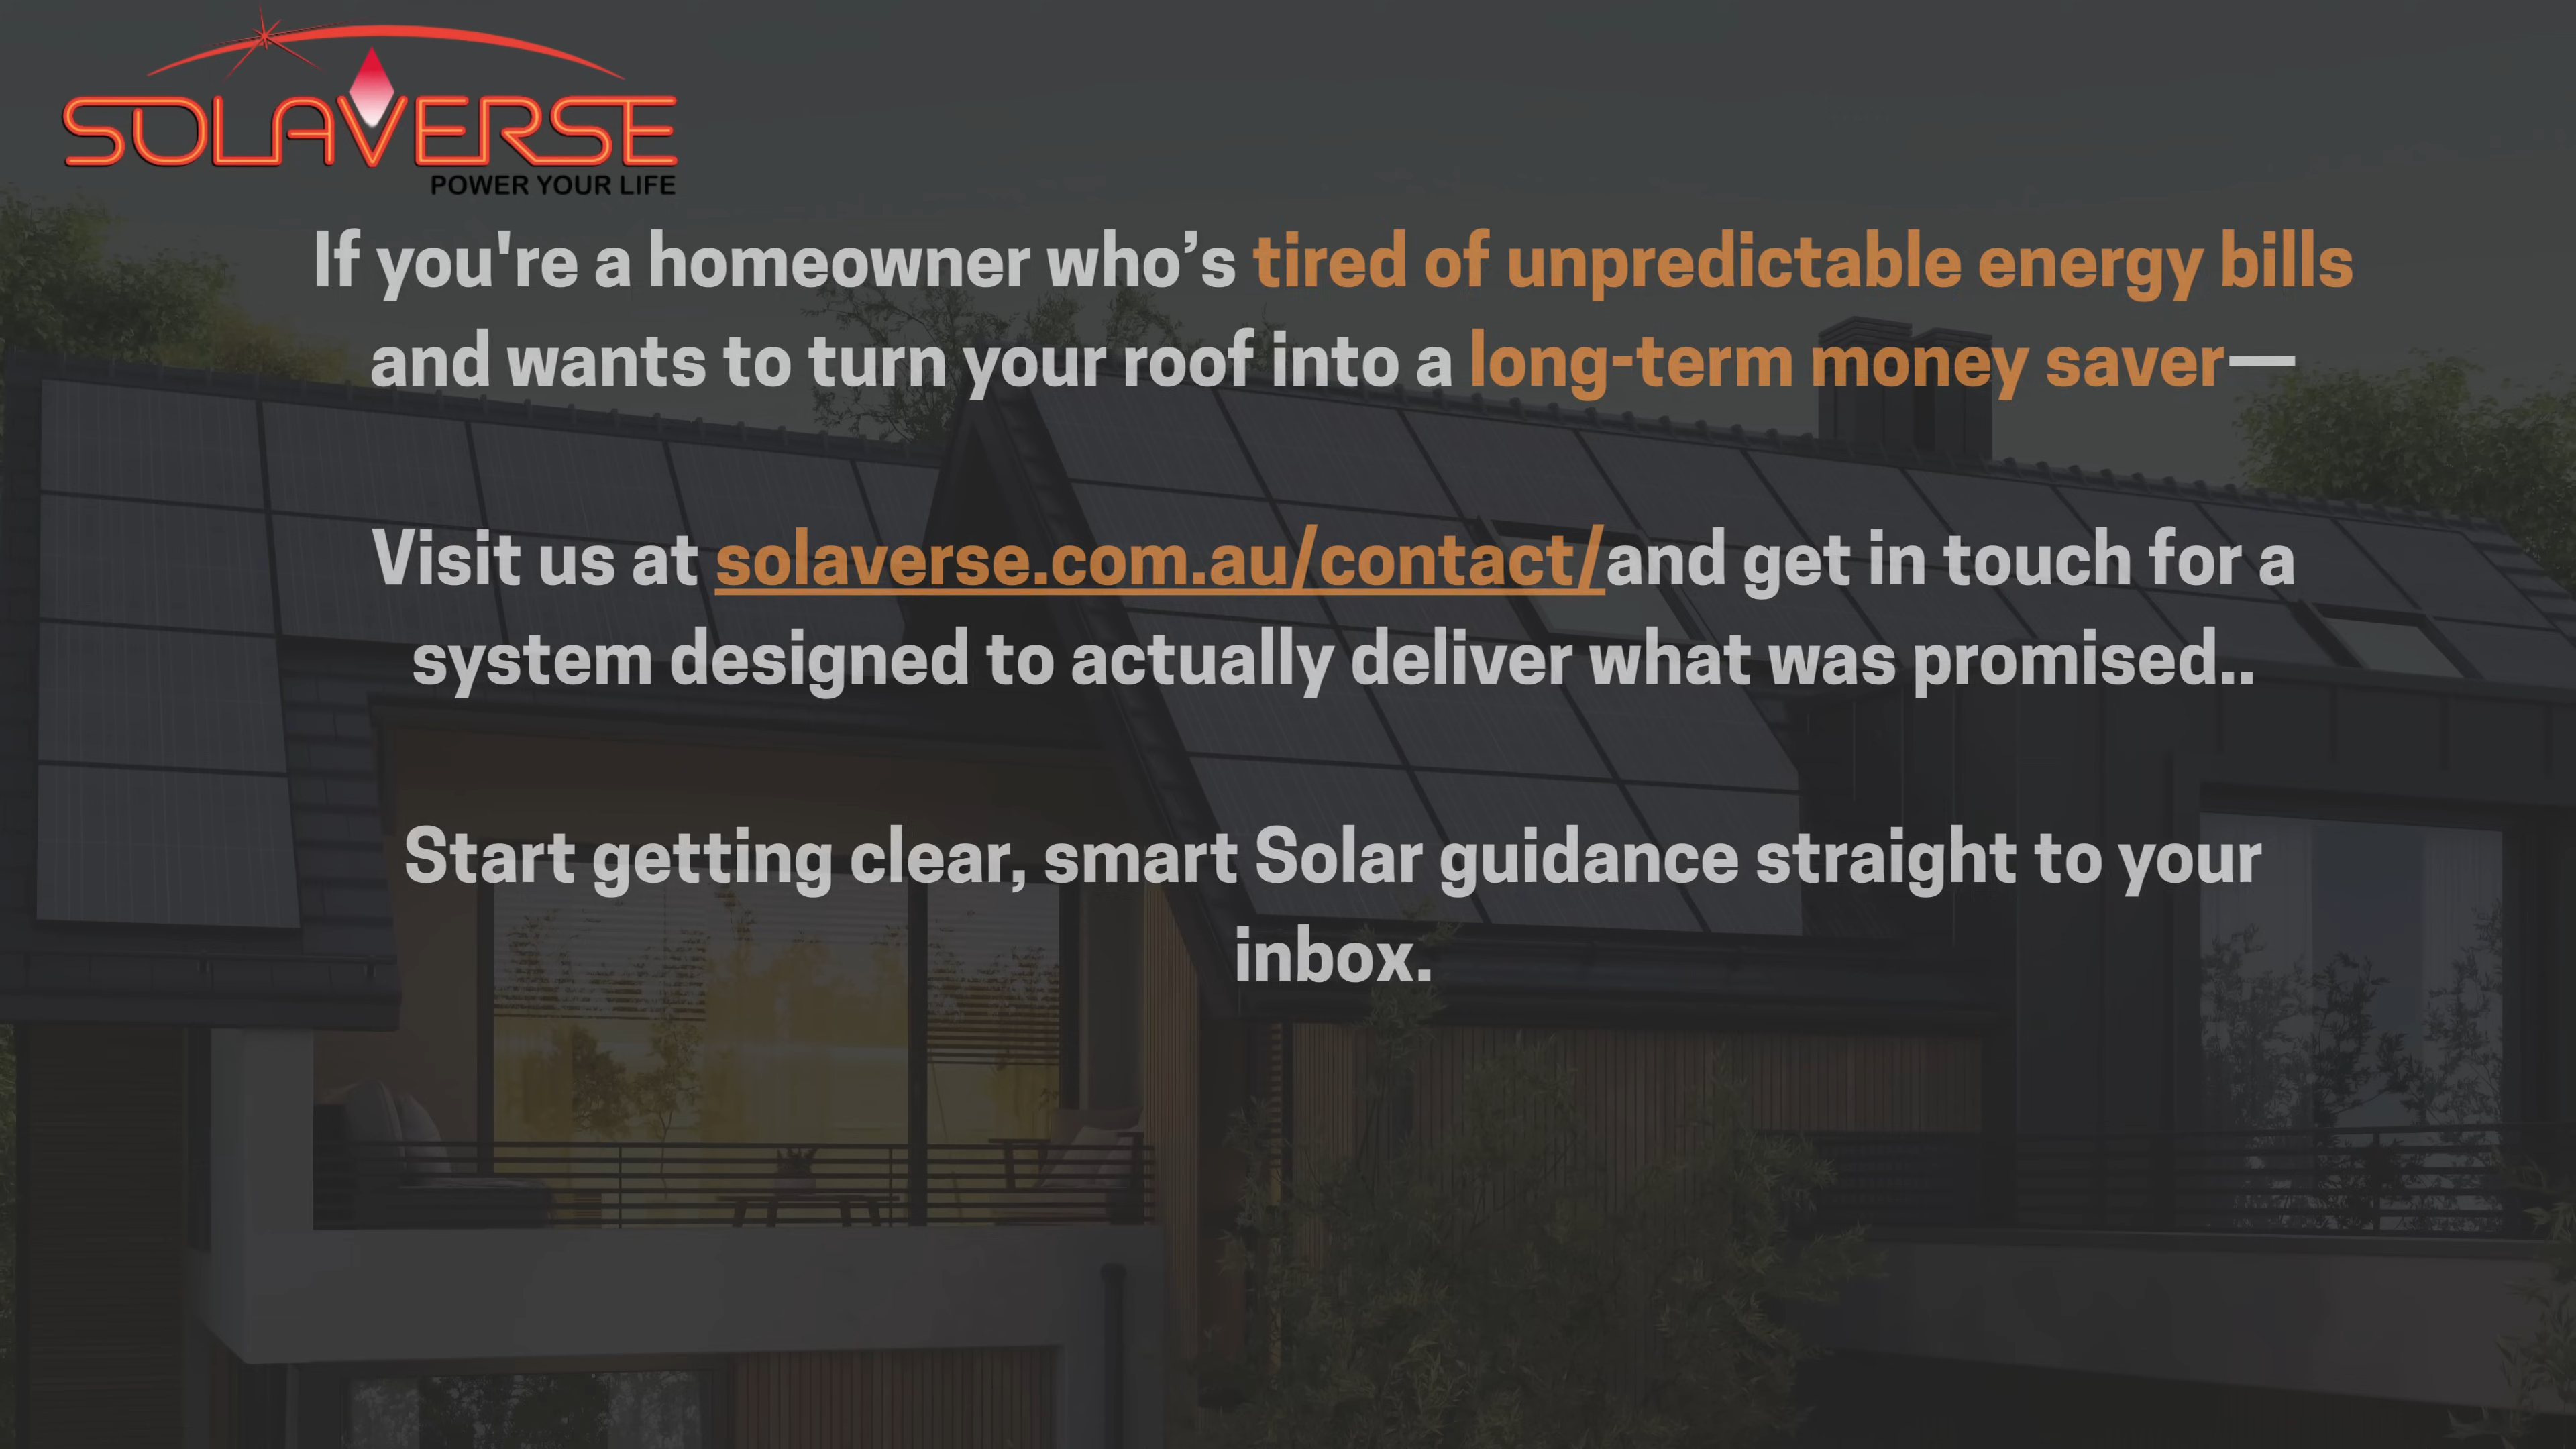 SOLAVERSE
POWER YOUR LIFE
If you're a homeowner who’s tired of unpredictable energy bills
and wants to turn your roof into a long-term money saver—
Visit us at solaverse.com.au/contact/and get in touch for a
system designed to actually deliver what was promised..
Start getting clear, smart Solar guidance straight to your
inbox.